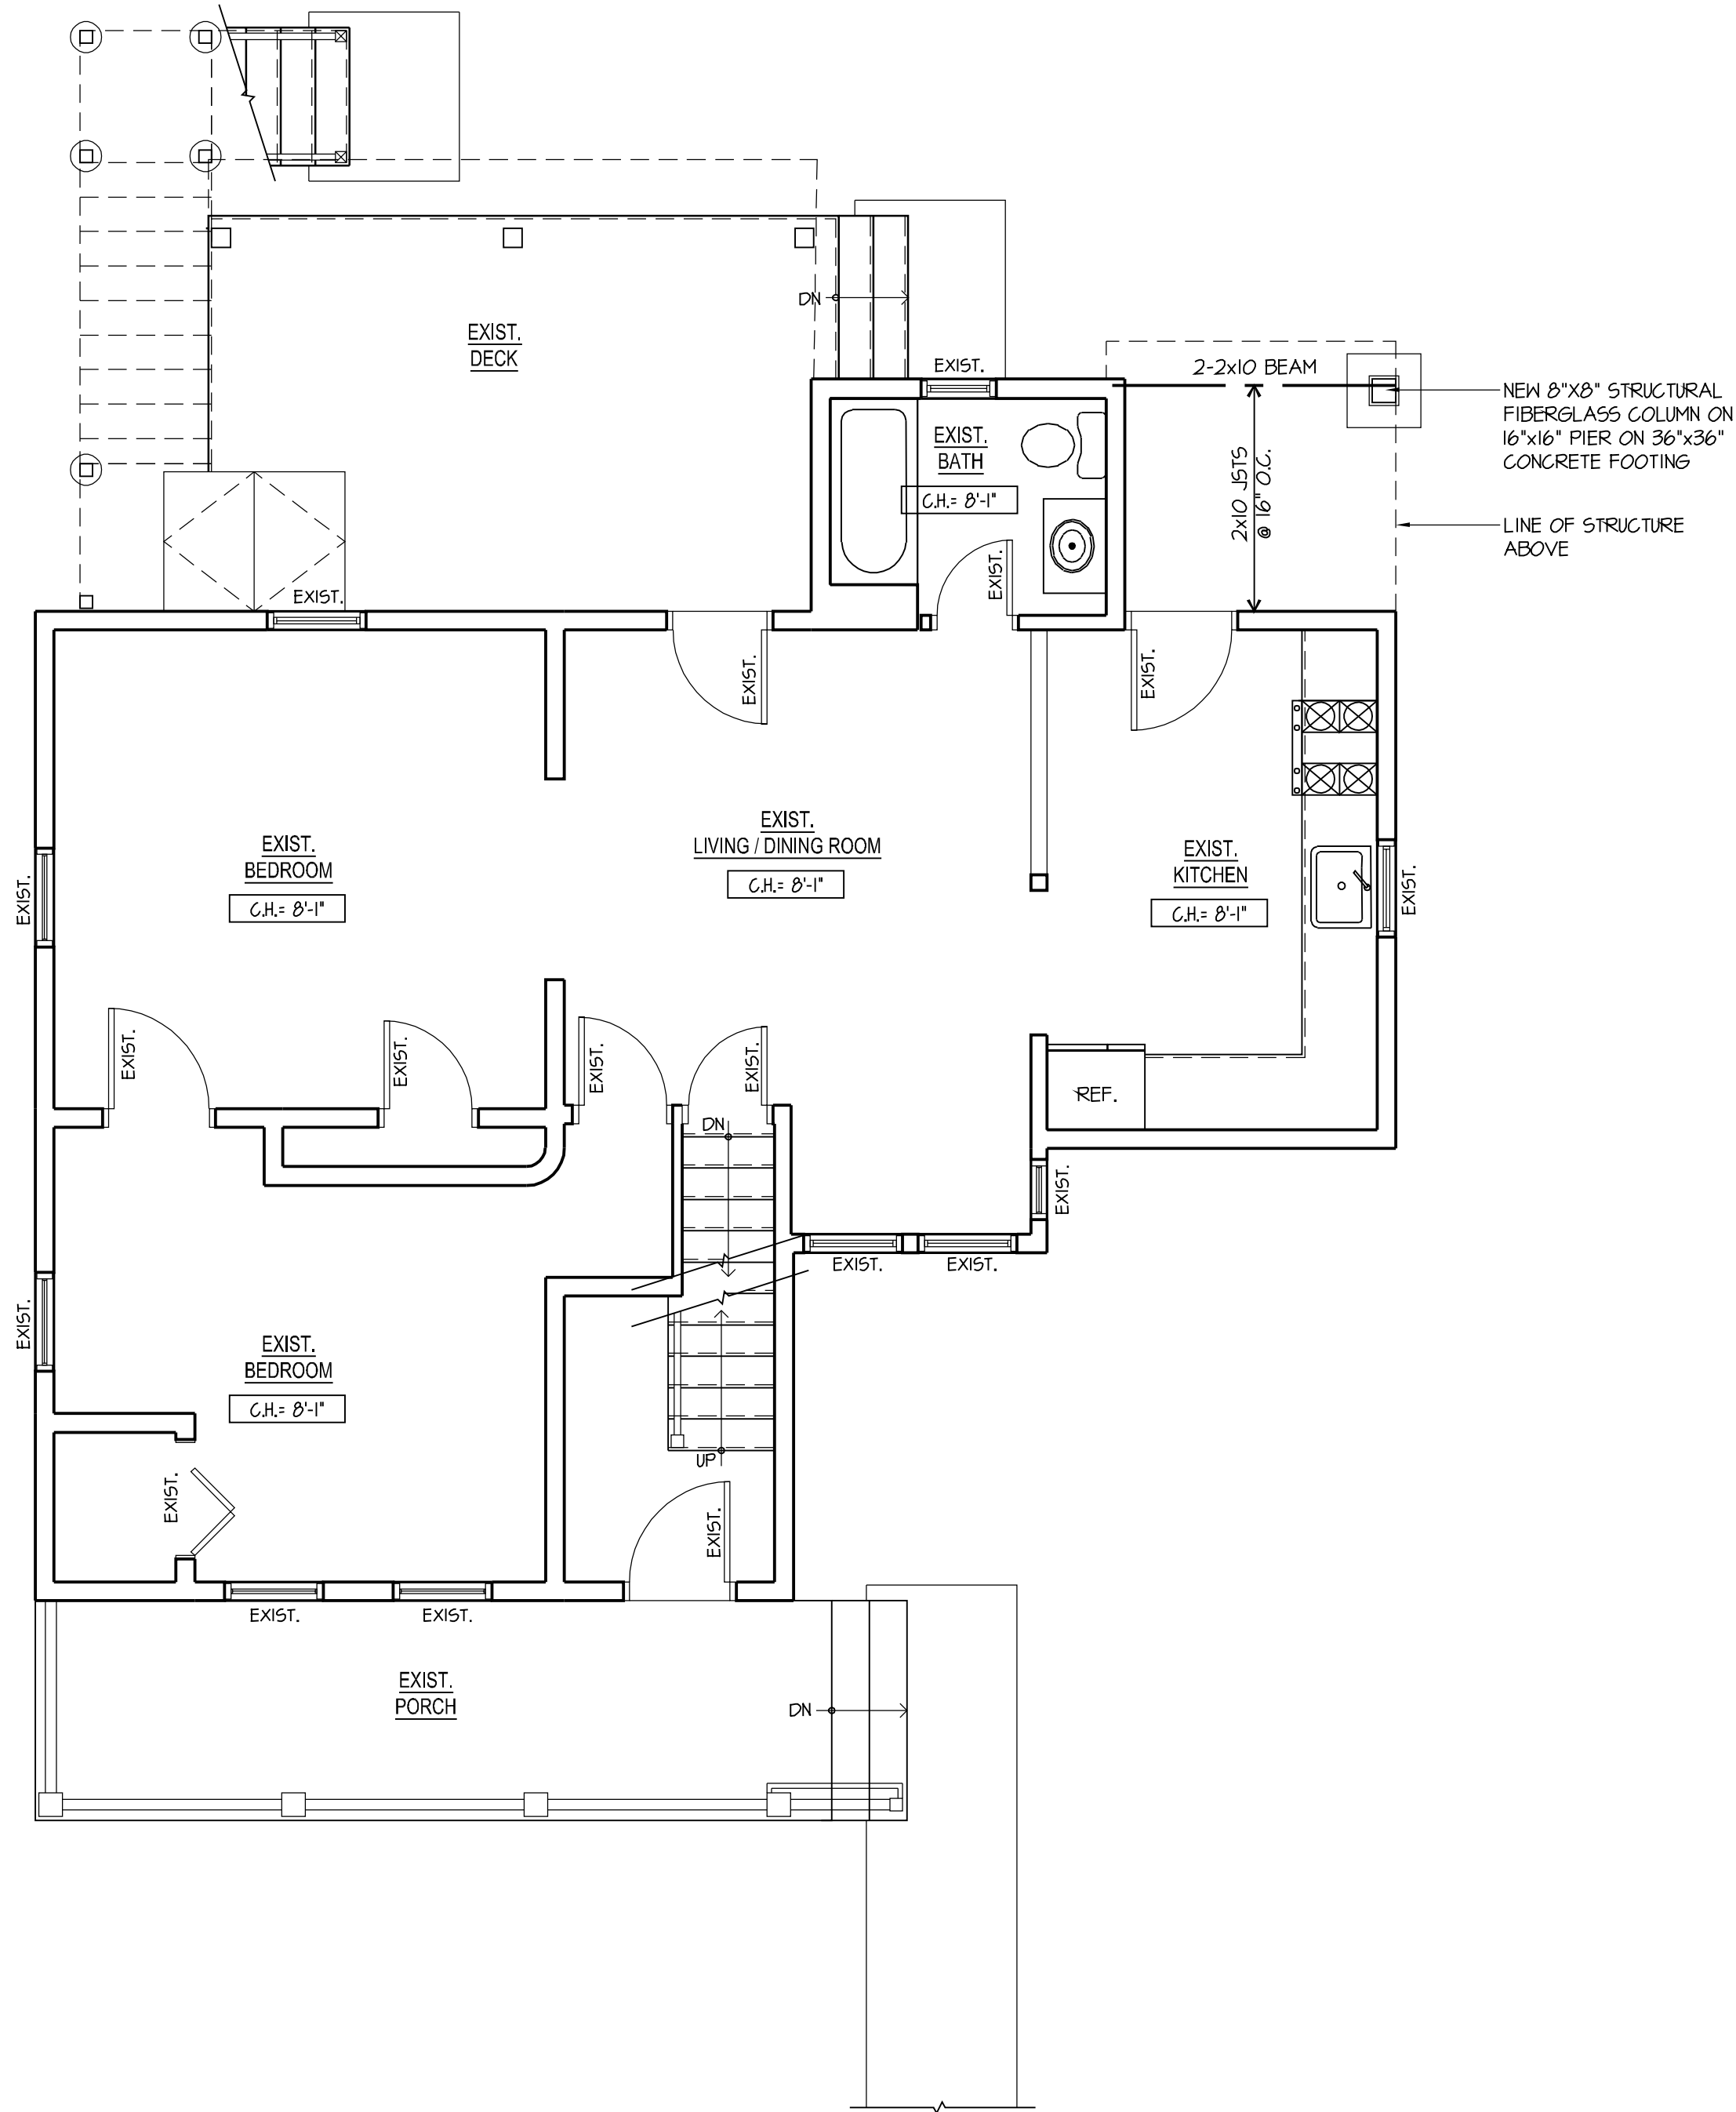 EXIST.
DECK
DN
EXIST.
2-2x10 BEAM
NEW 8"X8" STRUCTURAL
FIBERGLASS COLUMN ON
16"x16" PIER ON 36"x36"
CONCRETE FOOTING
EXIST.
BATH
C.H.= 8'-1"
2x10 JSTS
@ 16" O.C.
LINE OF STRUCTURE
ABOVE
EXIST.
EXIST.
EXIST.
EXIST.
EXIST.
BEDROOM
C.H.= 8'-1"
EXIST.
LIVING / DINING ROOM
C.H.= 8'-1"
EXIST.
KITCHEN
C.H.= 8'-1"
EXIST.
EXIST.
EXIST.
EXIST.
EXIST.
EXIST.
REF.
DN
EXIST.
EXIST.
EXIST.
EXIST.
EXIST.
BEDROOM
C.H.= 8'-1"
UP
EXIST.
EXIST.
EXIST.
EXIST.
EXIST.
PORCH
DN